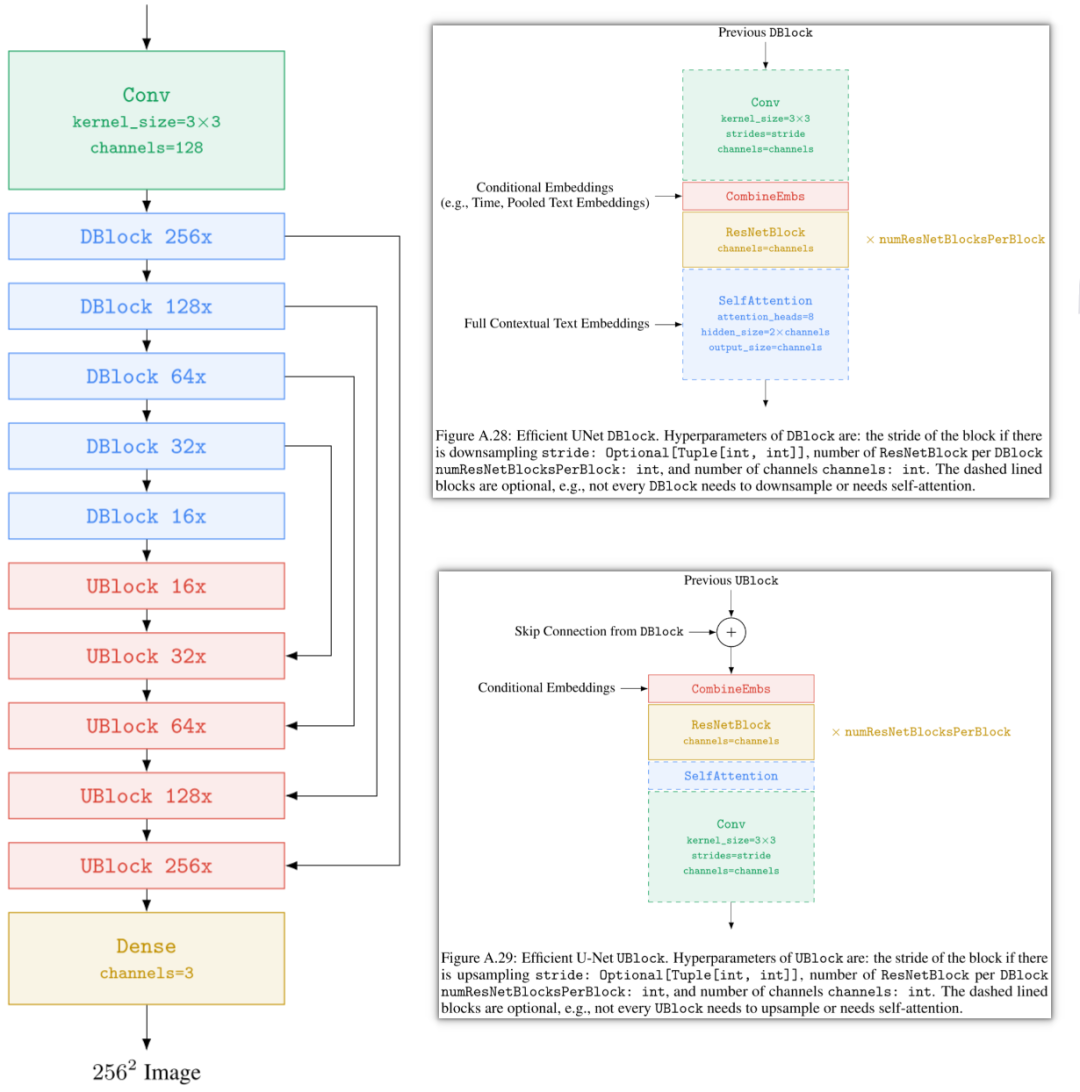 Conv
kernel_size=3×3
channels=128
DBlock 256x
DBlock 128x
DBlock 64x
DBlock 32x
DBlock 16x
UBlock 16x
UBlock 32x
UBlock 64x
UBlock 128x
UBlock 256x
Dense
channels=3
256² Image
Previous DBlock
Conv
kernel_size=3×3
strides=stride
channels=channels
Conditional Embeddings
(e.g., Time, Pooled Text Embeddings)
CombineEmbs
ResNetBlock
channels=channels
× numResNetBlocksPerBlock
SelfAttention
attention_heads=8
hidden_size=2×channels
output_size=channels
Full Contextual Text Embeddings
Figure A.28: Efficient UNet DBlock. Hyperparameters of DBlock are: the stride of the block if there
is downsampling stride: Optional[Tuple[int, int]], number of ResNetBlock per DBlock
numResNetBlocksPerBlock: int, and number of channels channels: int. The dashed lined
blocks are optional, e.g., not every DBlock needs to downsample or needs self-attention.
Previous UBlock
Skip Connection from DBlock
+
Conditional Embeddings
CombineEmbs
ResNetBlock
channels=channels
× numResNetBlocksPerBlock
SelfAttention
Conv
kernel_size=3×3
strides=stride
channels=channels
Figure A.29: Efficient U-Net UBlock. Hyperparameters of UBlock are: the stride of the block if there
is upsampling stride: Optional[Tuple[int, int]], number of ResNetBlock per DBlock
numResNetBlocksPerBlock: int, and number of channels channels: int. The dashed lined
blocks are optional, e.g., not every UBlock needs to upsample or needs self-attention.